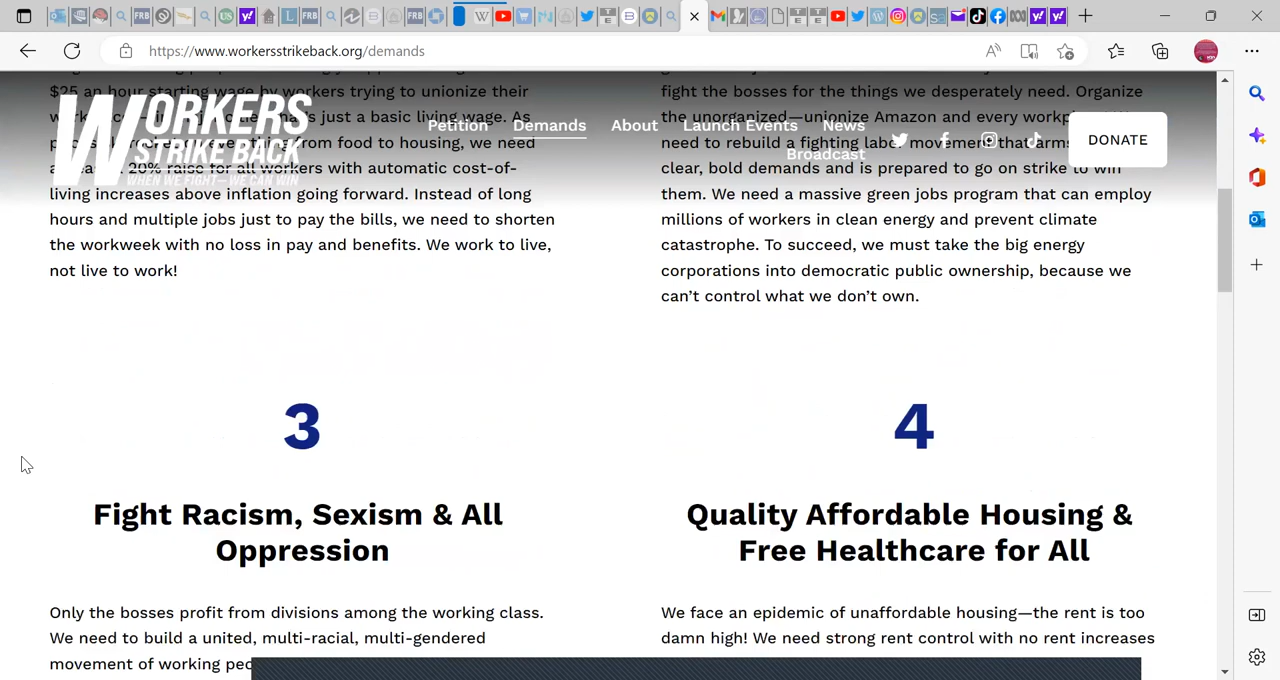 https://www.workersstrikeback.org/demands
WORKERS
STRIKE BACK
WHEN WE FIGHT—WE CAN WIN
Petition
Demands
About
Launch Events
News
Broadcast
DONATE
$25 an hour starting wage by workers trying to unionize their
just a basic living wage. As
from food to housing, we need
20% raise for all workers with automatic cost-of-
living increases above inflation going forward. Instead of long
hours and multiple jobs just to pay the bills, we need to shorten
the workweek with no loss in pay and benefits. We work to live,
not live to work!
fight the bosses for the things we desperately need. Organize
the unorganized—unionize Amazon and every
need to rebuild a fighting labor movement that arms
clear, bold demands and is prepared to go on strike to win
them. We need a massive green jobs program that can employ
millions of workers in clean energy and prevent climate
catastrophe. To succeed, we must take the big energy
corporations into democratic public ownership, because we
can’t control what we don’t own.
3
Fight Racism, Sexism & All
Oppression
Only the bosses profit from divisions among the working class.
We need to build a united, multi-racial, multi-gendered
movement of working
4
Quality Affordable Housing &
Free Healthcare for All
We face an epidemic of unaffordable housing—the rent is too
damn high! We need strong rent control with no rent increases